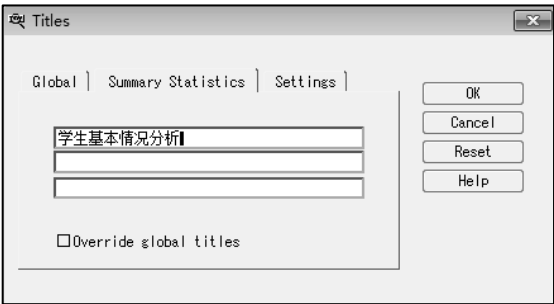 Titles
Global
Summary Statistics
Settings
学生基本情况分析
Override global titles
OK
Cancel
Reset
Help